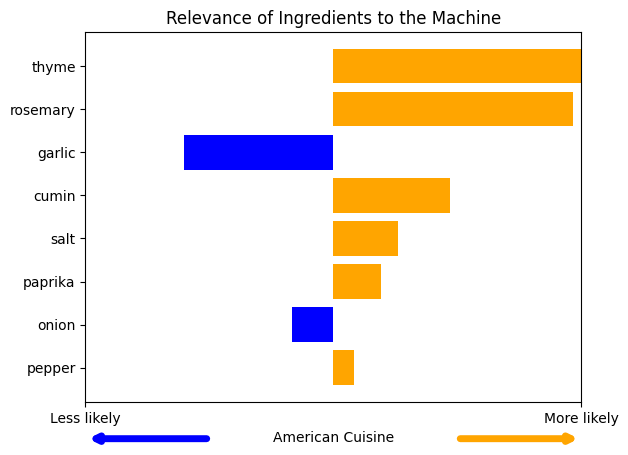 Relevance of Ingredients to the Machine
thyme
rosemary
garlic
cumin
salt
paprika
onion
pepper
Less likely
More likely
American Cuisine